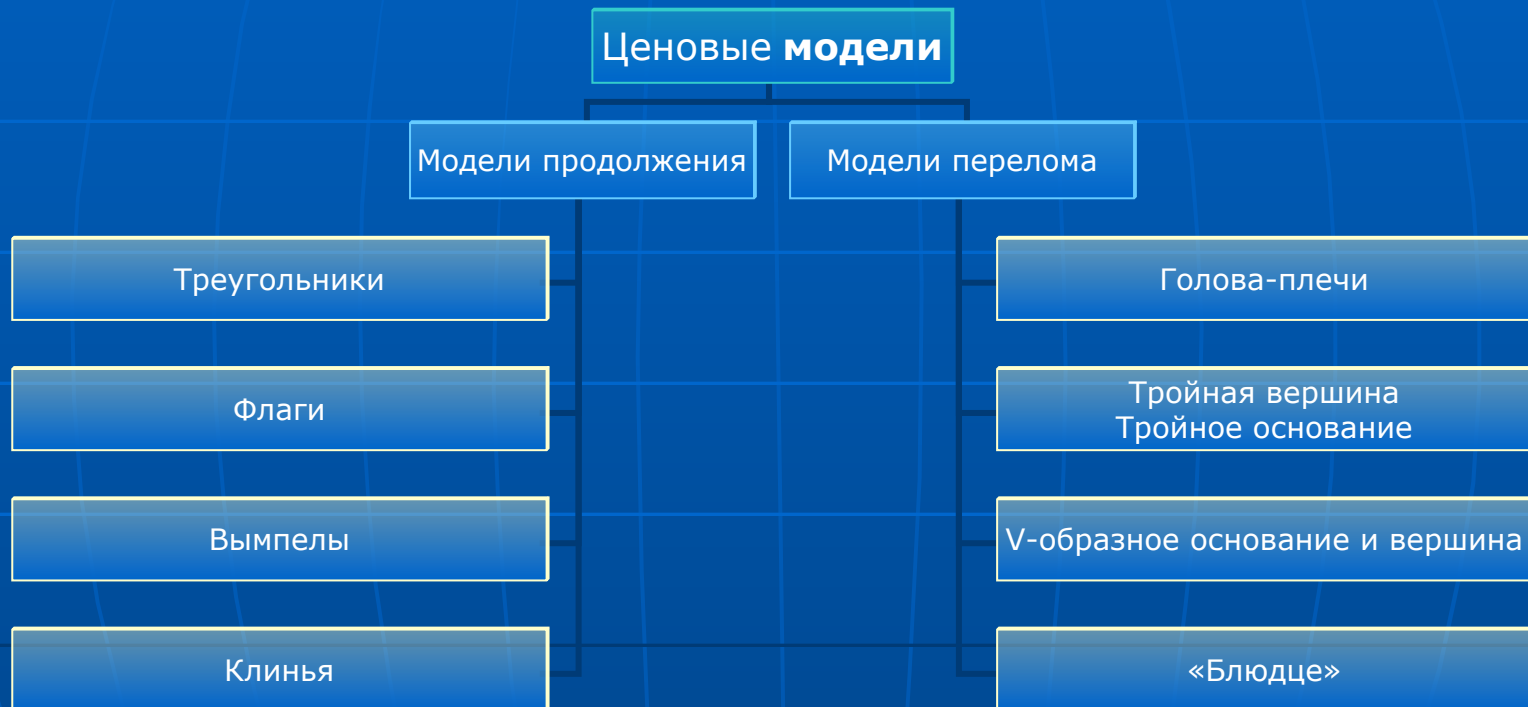 Ценовые модели
Модели продолжения
Модели перелома
Треугольники
Флаги
Вымпелы
Клинья
Голова-плечи
Тройная вершина
Тройное основание
V-образное основание и вершина
«Блюдце»